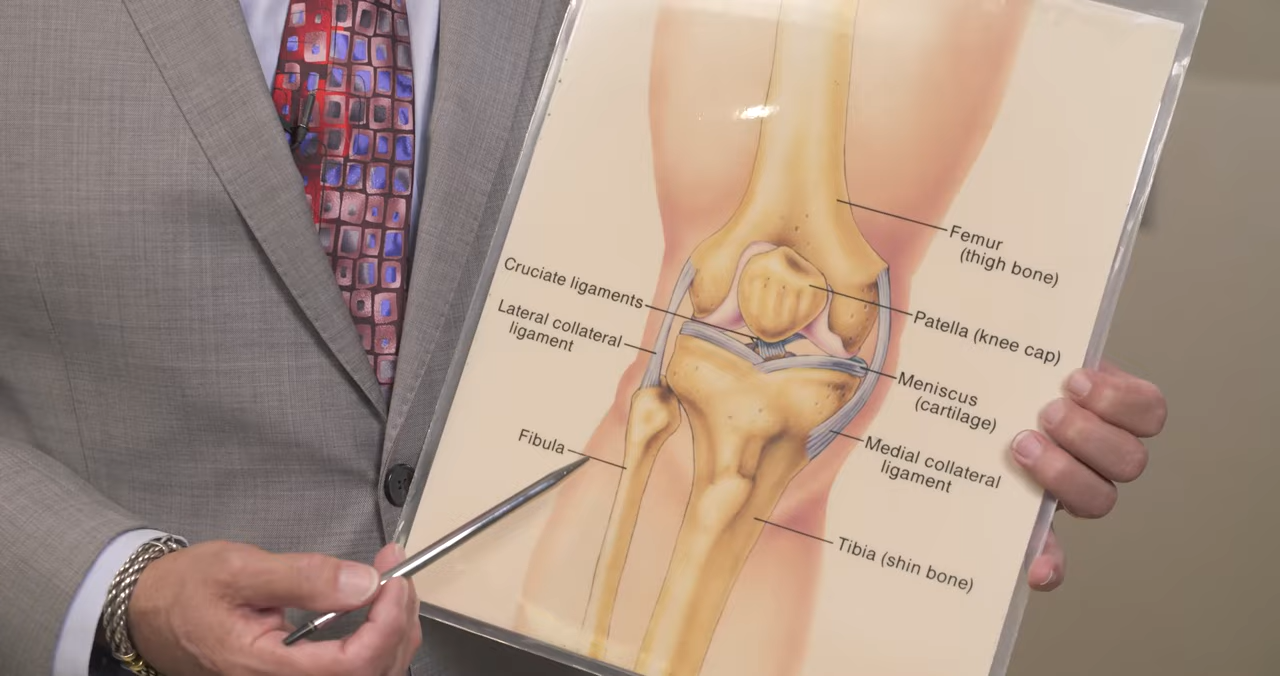 Femur
(thigh bone)
Cruciate ligaments
Lateral collateral
ligament
Patella (knee cap)
Meniscus
(cartilage)
Fibula
Medial collateral
ligament
Tibia (shin bone)